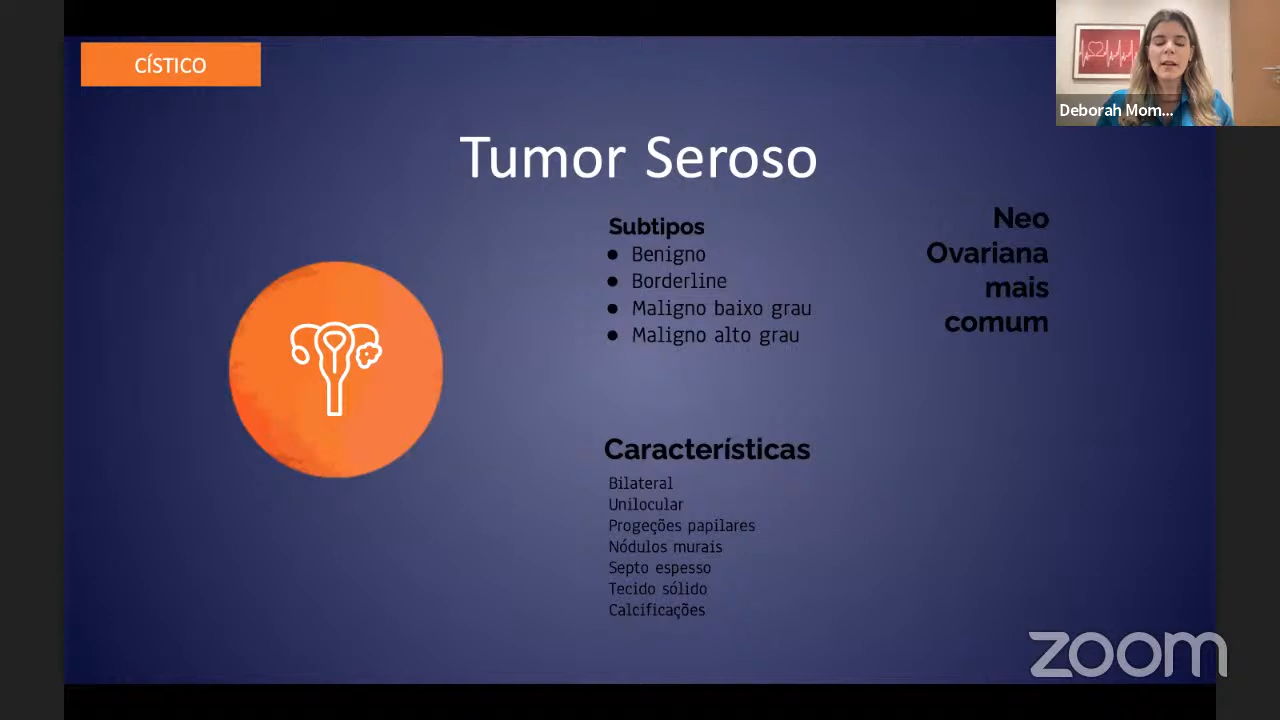 CÍSTICO
Deborah Mom...
Tumor Seroso
Subtipos
● Benigno
● Borderline
● Maligno baixo grau
● Maligno alto grau
Neo
Ovariana
mais
comum
Características
Bilateral
Unilocular
Progeções papilares
Nódulos murais
Septo espesso
Tecido sólido
Calcificações
zoom